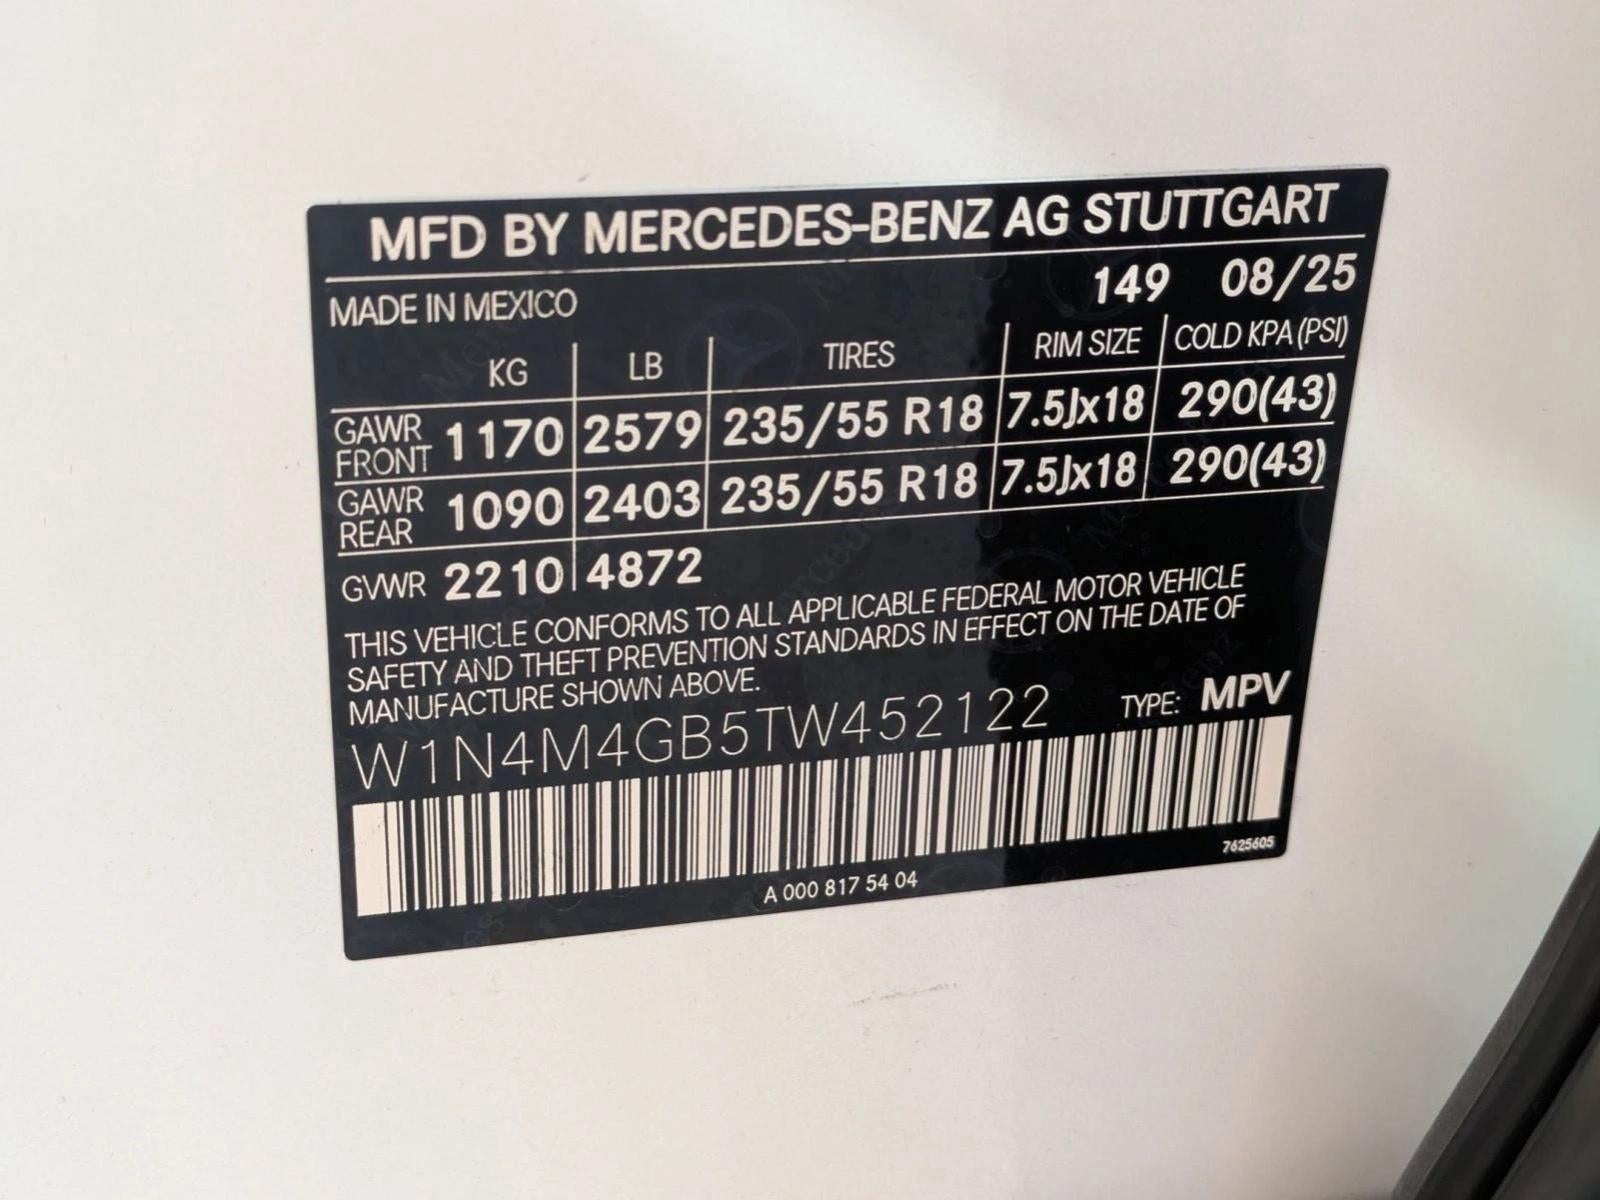 MFD BY MERCEDES-BENZ AG STUTTGART
149 08/25
MADE IN MEXICO
KG LB TIRES RIM SIZE COLD KPA (PSI)
GAWR FRONT 1170 2579 235/55 R18 7.5Jx18 290(43)
GAWR REAR 1090 2403 235/55 R18 7.5Jx18 290(43)
GVWR 2210 4872
THIS VEHICLE CONFORMS TO ALL APPLICABLE FEDERAL MOTOR VEHICLE
SAFETY AND THEFT PREVENTION STANDARDS IN EFFECT ON THE DATE OF
MANUFACTURE SHOWN ABOVE.
W1N4M4GB5TW452122 TYPE: MPV
7625605
A 000 817 54 04